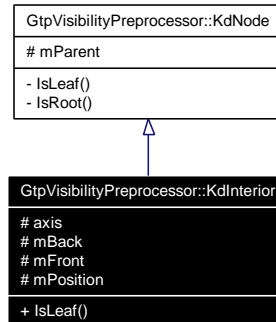 GtpVisibilityPreprocessor::KdNode
# mParent
- IsLeaf()
- IsRoot()
GtpVisibilityPreprocessor::KdInterior
# axis
# mBack
# mFront
# mPosition
+ IsLeaf()